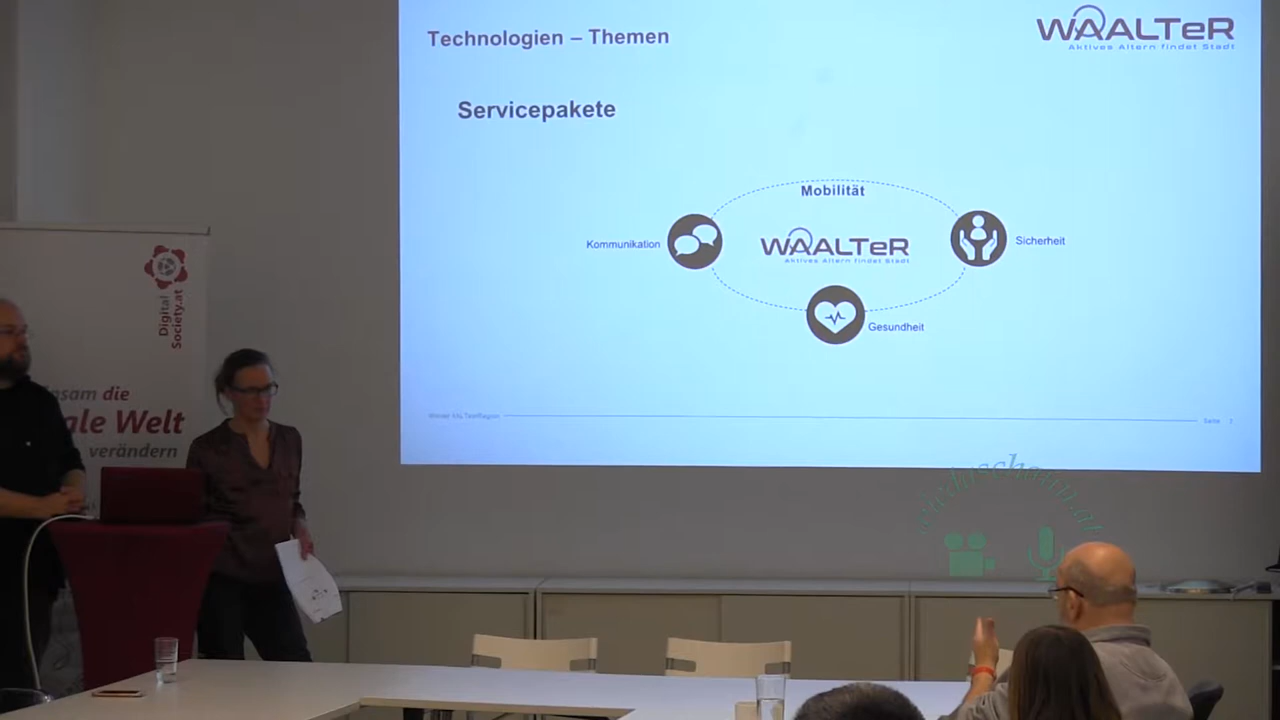 Technologien – Themen
WAALTeR
Aktives Altern findet Stadt
Servicepakete
Mobilität
Kommunikation
WAALTeR
Aktives Altern findet Stadt
Sicherheit
Gesundheit
Seite
Digital
Society.at
die
Welt
verändern